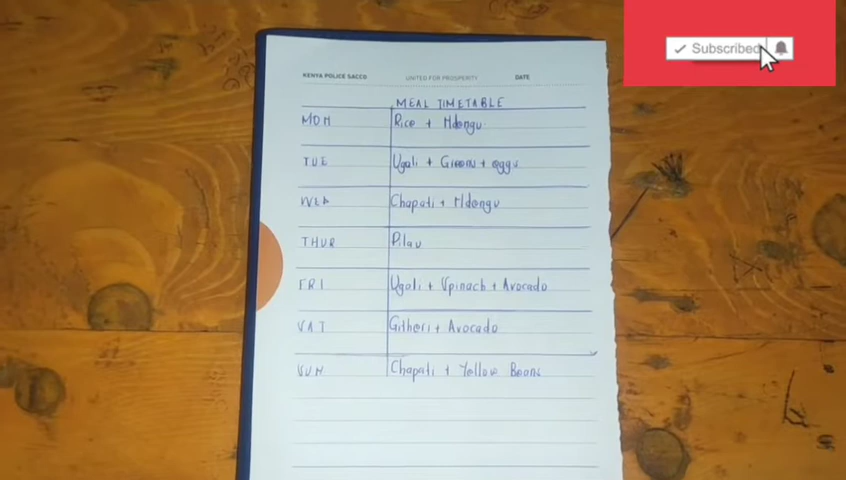 Subscribed
KENYA POLICE SACCO UNITED FOR PROSPERITY DATE
MEAL TIMETABLE
MON Rice + Ndengu
TUE Ugali + Greens + eggs
WED Chapati + Ndengu
THUR Pilau
FRI Ugali + Spinach + Avocado
SAT Githeri + Avocado
SUN Chapati + Yellow Beans